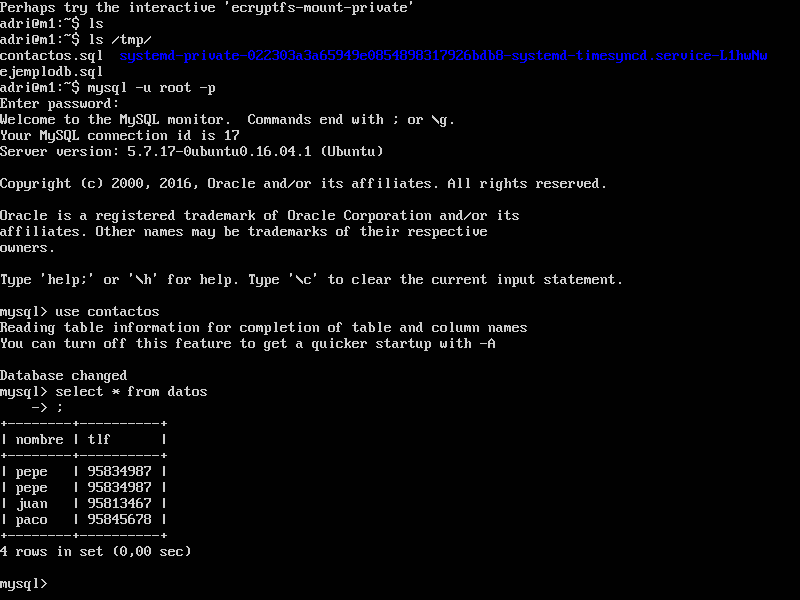 Perhaps try the interactive 'ecryptfs-mount-private'
adri@m1:~$ ls
adri@m1:~$ ls /tmp/
contactos.sql  systemd-private-022303a3a65949e0854898317926bdb8-systemd-timesyncd.service-L1hwNw
ejemplodb.sql
adri@m1:~$ mysql -u root -p
Enter password:
Welcome to the MySQL monitor.  Commands end with ; or \g.
Your MySQL connection id is 17
Server version: 5.7.17-0ubuntu0.16.04.1 (Ubuntu)
Copyright (c) 2000, 2016, Oracle and/or its affiliates. All rights reserved.
Oracle is a registered trademark of Oracle Corporation and/or its
affiliates. Other names may be trademarks of their respective
owners.
Type 'help;' or '\h' for help. Type '\c' to clear the current input statement.
mysql> use contactos
Reading table information for completion of table and column names
You can turn off this feature to get a quicker startup with -A
Database changed
mysql> select * from datos
    -> ;
+--------+----------+
| nombre | tlf      |
+--------+----------+
| pepe   | 95834987 |
| pepe   | 95834987 |
| juan   | 95813467 |
| paco   | 95845678 |
+--------+----------+
4 rows in set (0,00 sec)
mysql>